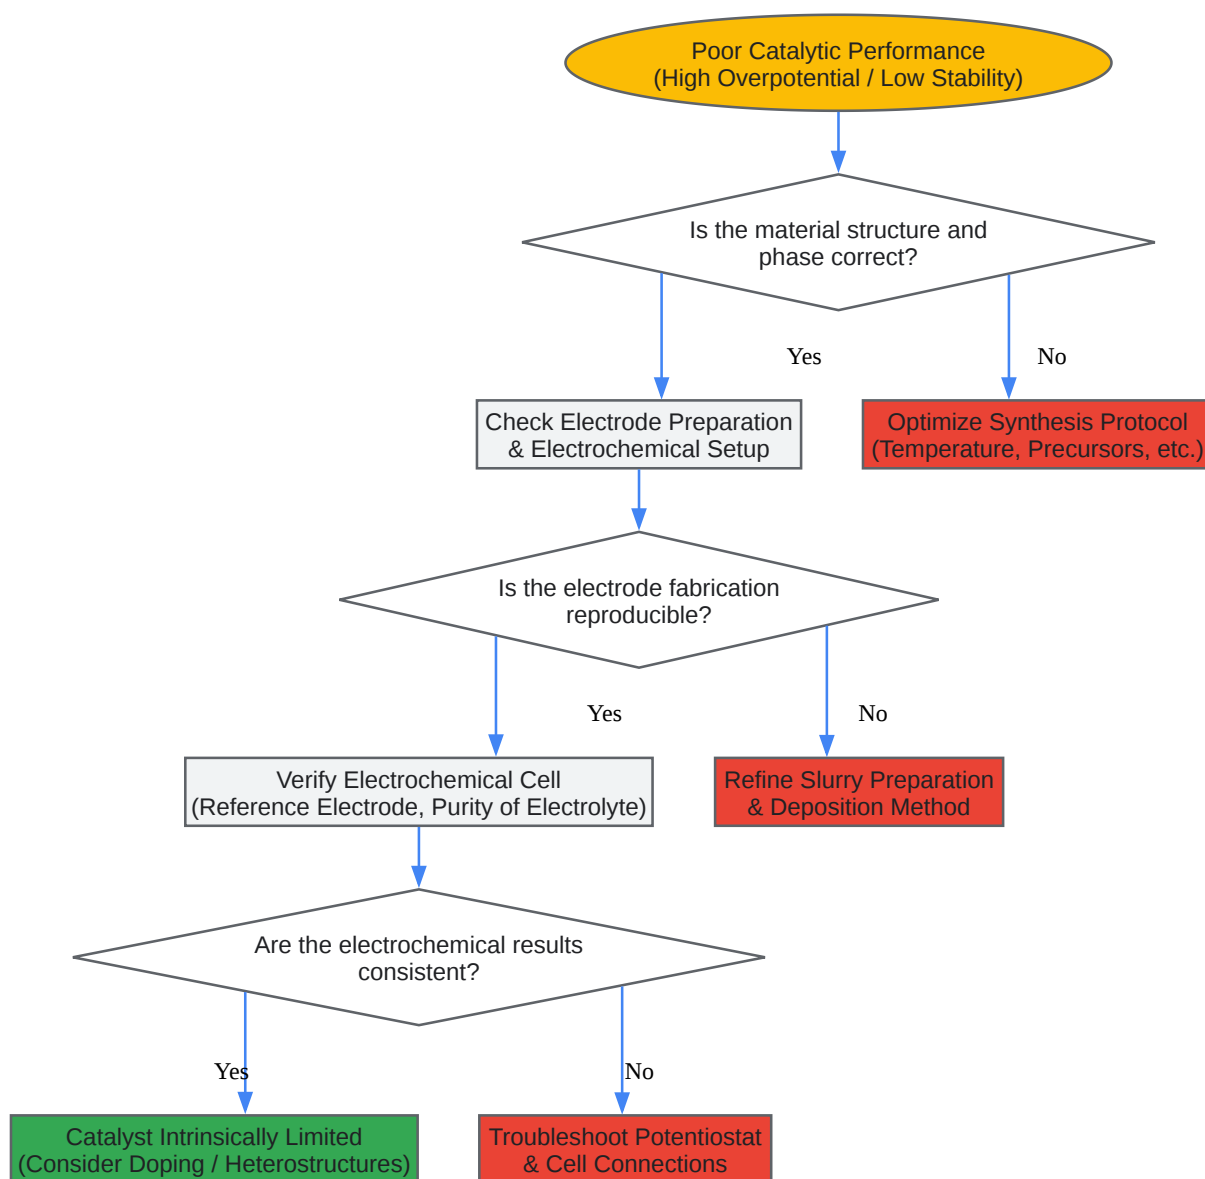 Poor Catalytic Performance
(High Overpotential / Low Stability)
Is the material structure and
phase correct?
Yes
No
Check Electrode Preparation
& Electrochemical Setup
Optimize Synthesis Protocol
(Temperature, Precursors, etc.)
Is the electrode fabrication
reproducible?
Yes
No
Verify Electrochemical Cell
(Reference Electrode, Purity of Electrolyte)
Refine Slurry Preparation
& Deposition Method
Are the electrochemical results
consistent?
Yes
No
Catalyst Intrinsically Limited
(Consider Doping / Heterostructures)
Troubleshoot Potentiostat
& Cell Connections